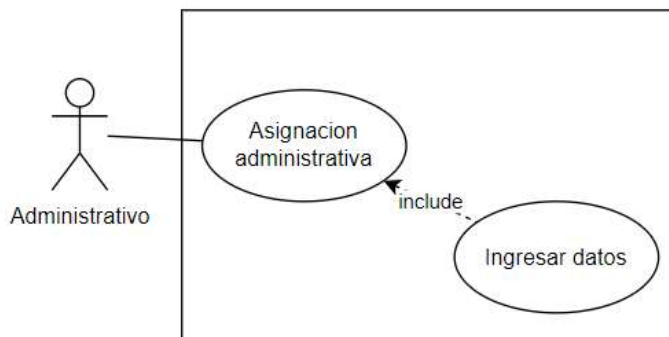 Asignacion
administrativa
Administrativo
include
Ingresar datos